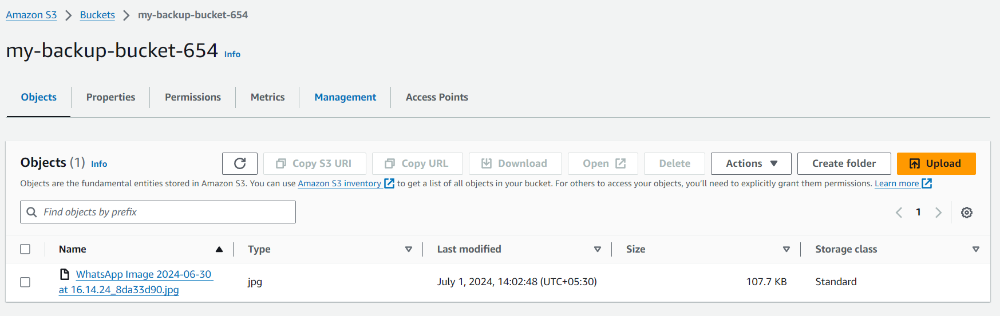 Amazon S3 > Buckets > my-backup-bucket-654
my-backup-bucket-654 Info
Objects Properties Permissions Metrics Management Access Points
Objects (1) Info Copy S3 URI Copy URL Download Open Delete Actions Create folder Upload
Objects are the fundamental entities stored in Amazon S3. You can use Amazon S3 inventory to get a list of all objects in your bucket. For others to access your objects, you’ll need to explicitly grant them permissions. Learn more
Find objects by prefix 1
Name Type Last modified Size Storage class
WhatsApp Image 2024-06-30
at 16.14.24_8da33d90.jpg
jpg July 1, 2024, 14:02:48 (UTC+05:30) 107.7 KB Standard